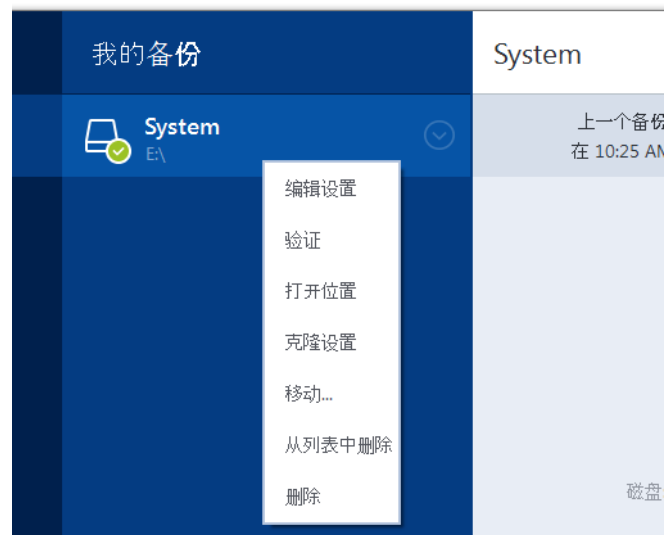 我的备份
System
System
E:\
上一个备份
在 10:25 AM
编辑设置
验证
打开位置
克隆设置
移动...
从列表中删除
删除
磁盘